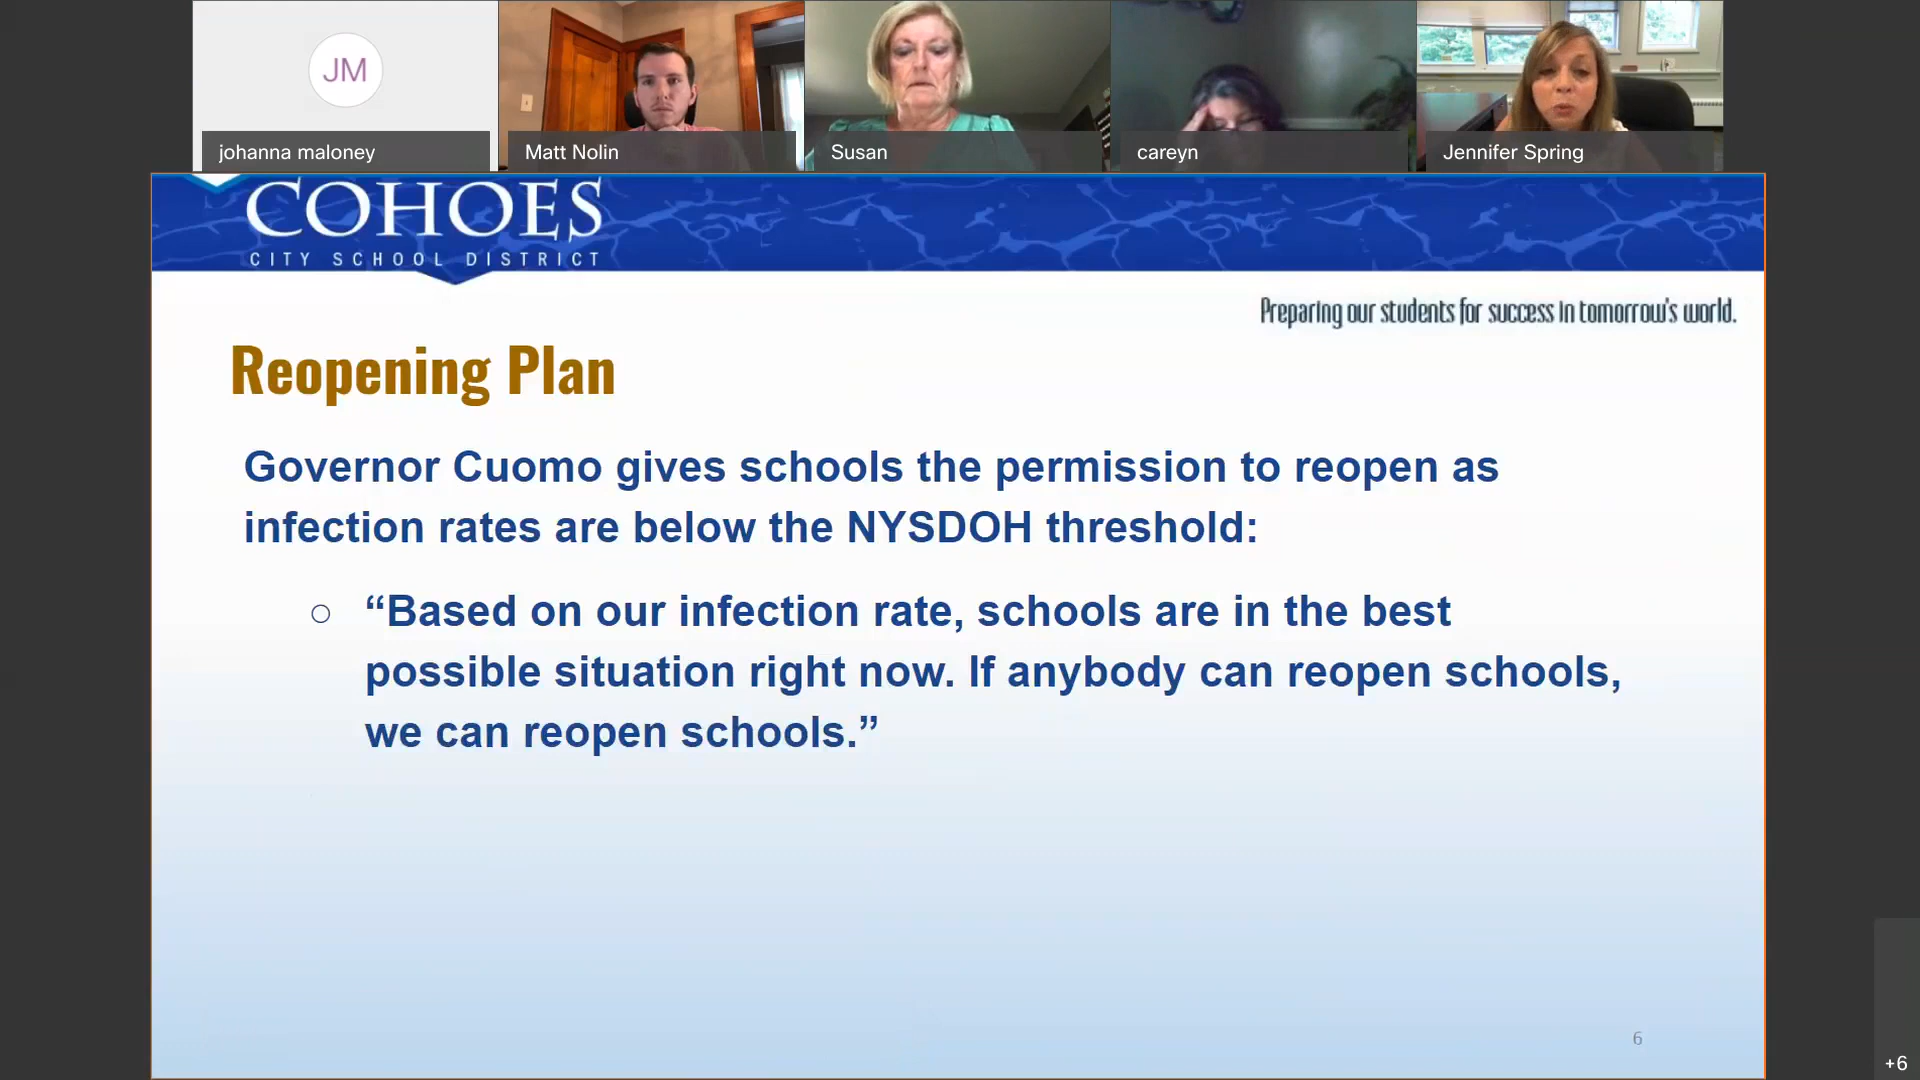 JM
johanna maloney
Matt Nolin
Susan
careyn
Jennifer Spring
COHOES
CITY SCHOOL DISTRICT
Preparing our students for success in tomorrow's world.
Reopening Plan
Governor Cuomo gives schools the permission to reopen as
infection rates are below the NYSDOH threshold:
○ “Based on our infection rate, schools are in the best
possible situation right now. If anybody can reopen schools,
we can reopen schools.”
6
+6